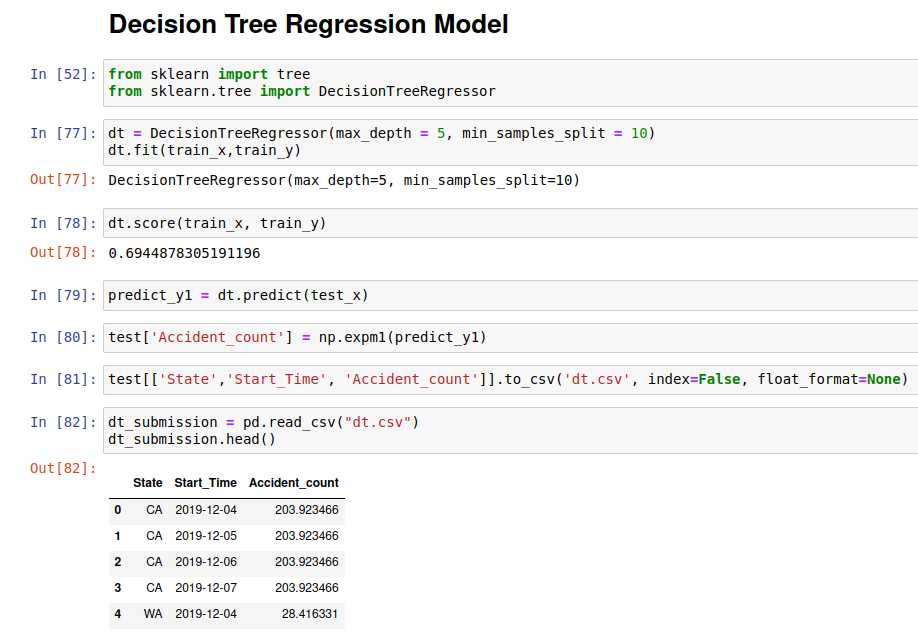 Decision Tree Regression Model
In [52]: from sklearn import tree
from sklearn.tree import DecisionTreeRegressor
In [77]: dt = DecisionTreeRegressor(max_depth = 5, min_samples_split = 10)
dt.fit(train_x,train_y)
Out[77]: DecisionTreeRegressor(max_depth=5, min_samples_split=10)
In [78]: dt.score(train_x, train_y)
Out[78]: 0.6944878305191196
In [79]: predict_y1 = dt.predict(test_x)
In [80]: test['Accident_count'] = np.expm1(predict_y1)
In [81]: test[['State','Start_Time', 'Accident_count']].to_csv('dt.csv', index=False, float_format=None)
In [82]: dt_submission = pd.read_csv("dt.csv")
dt_submission.head()
Out[82]:
State Start_Time Accident_count
0 CA 2019-12-04 203.923466
1 CA 2019-12-05 203.923466
2 CA 2019-12-06 203.923466
3 CA 2019-12-07 203.923466
4 WA 2019-12-04 28.416331